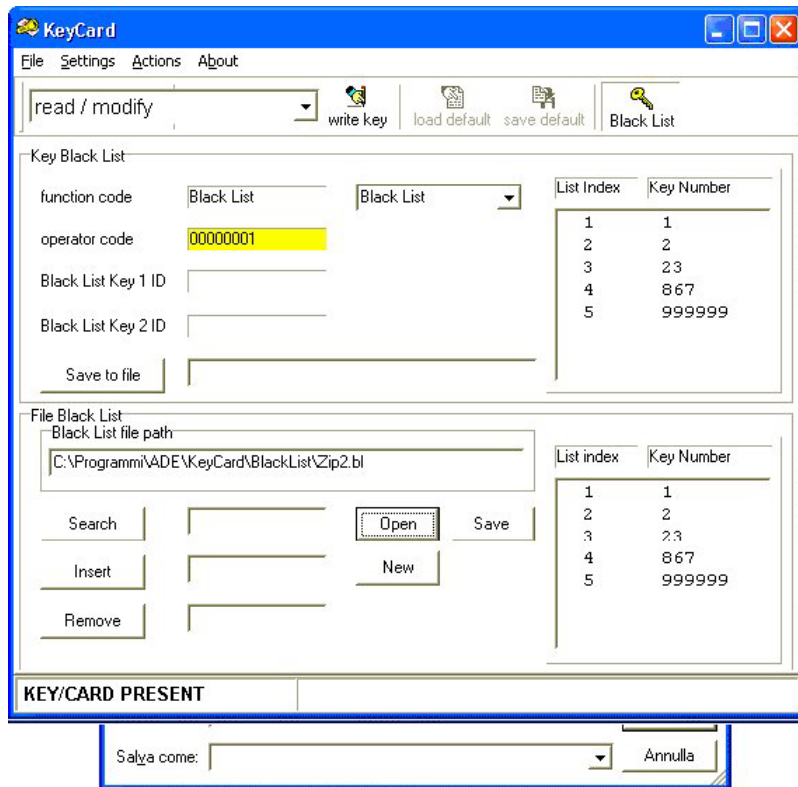 KeyCard
File Settings Actions About
read / modify write key load default save default Black List
Key Black List
function code Black List Black List
operator code 00000001
Black List Key 1 ID
Black List Key 2 ID
Save to file
List Index Key Number
1 1
2 2
3 23
4 867
5 999999
File Black List
Black List file path
C:\Programmi\ADE\KeyCard\BlackList\Zip2.bl
Search Open Save
Insert New
Remove
List index Key Number
1 1
2 2
3 23
4 867
5 999999
KEY/CARD PRESENT
Salva come: Annulla